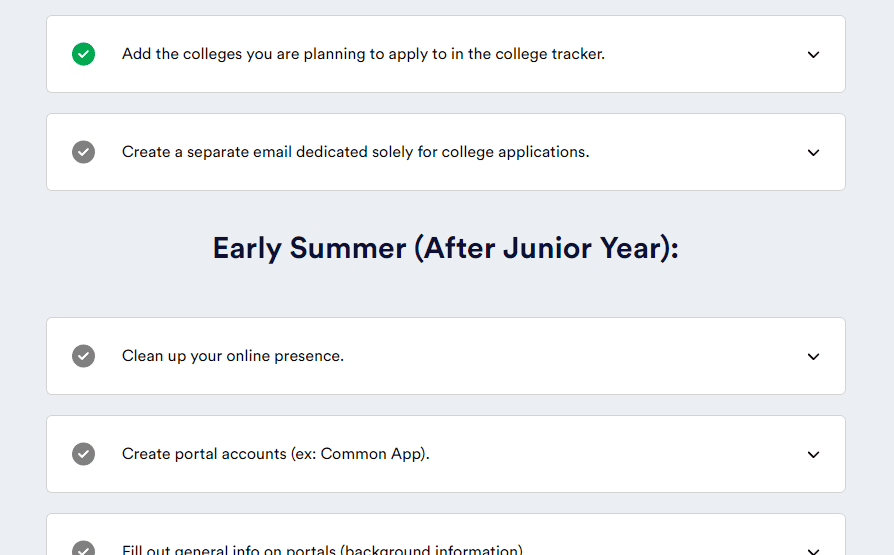 Add the colleges you are planning to apply to in the college tracker.
Create a separate email dedicated solely for college applications.
Early Summer (After Junior Year):
Clean up your online presence.
Create portal accounts (ex: Common App).
Fill out general info on portals (background information)